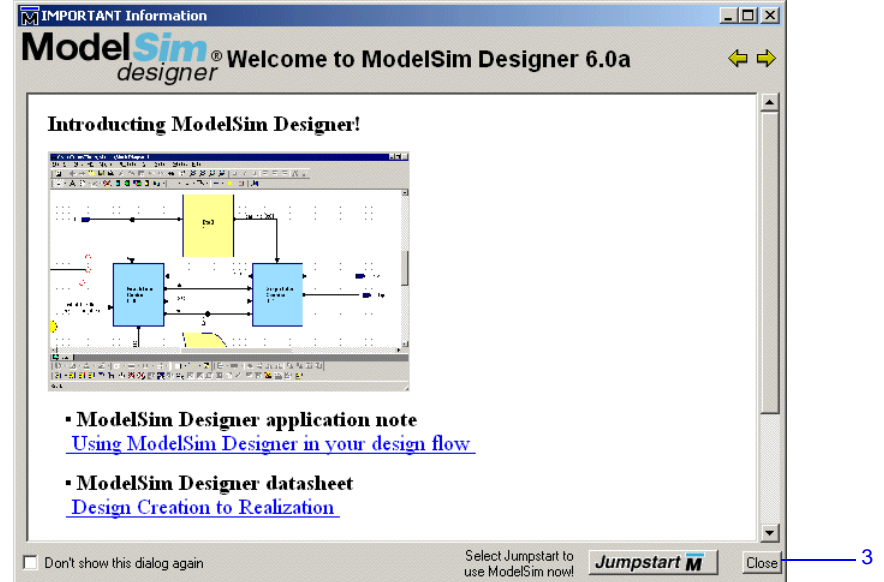 IMPORTANT Information
ModelSim ® designer
Welcome to ModelSim Designer 6.0a
Introducting ModelSim Designer!
▪ ModelSim Designer application note
Using ModelSim Designer in your design flow
▪ ModelSim Designer datasheet
Design Creation to Realization
Don't show this dialog again
Select Jumpstart to
use ModelSim now!
Jumpstart M
Close
3